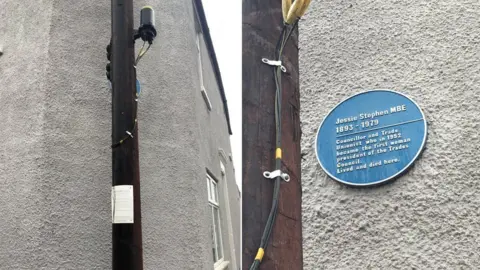 Jessie Stephen MBE
1893 - 1979
Councillor and Trade
Unionist who in 1952
became the first woman
president of the Trades
Council.
Lived and died here.